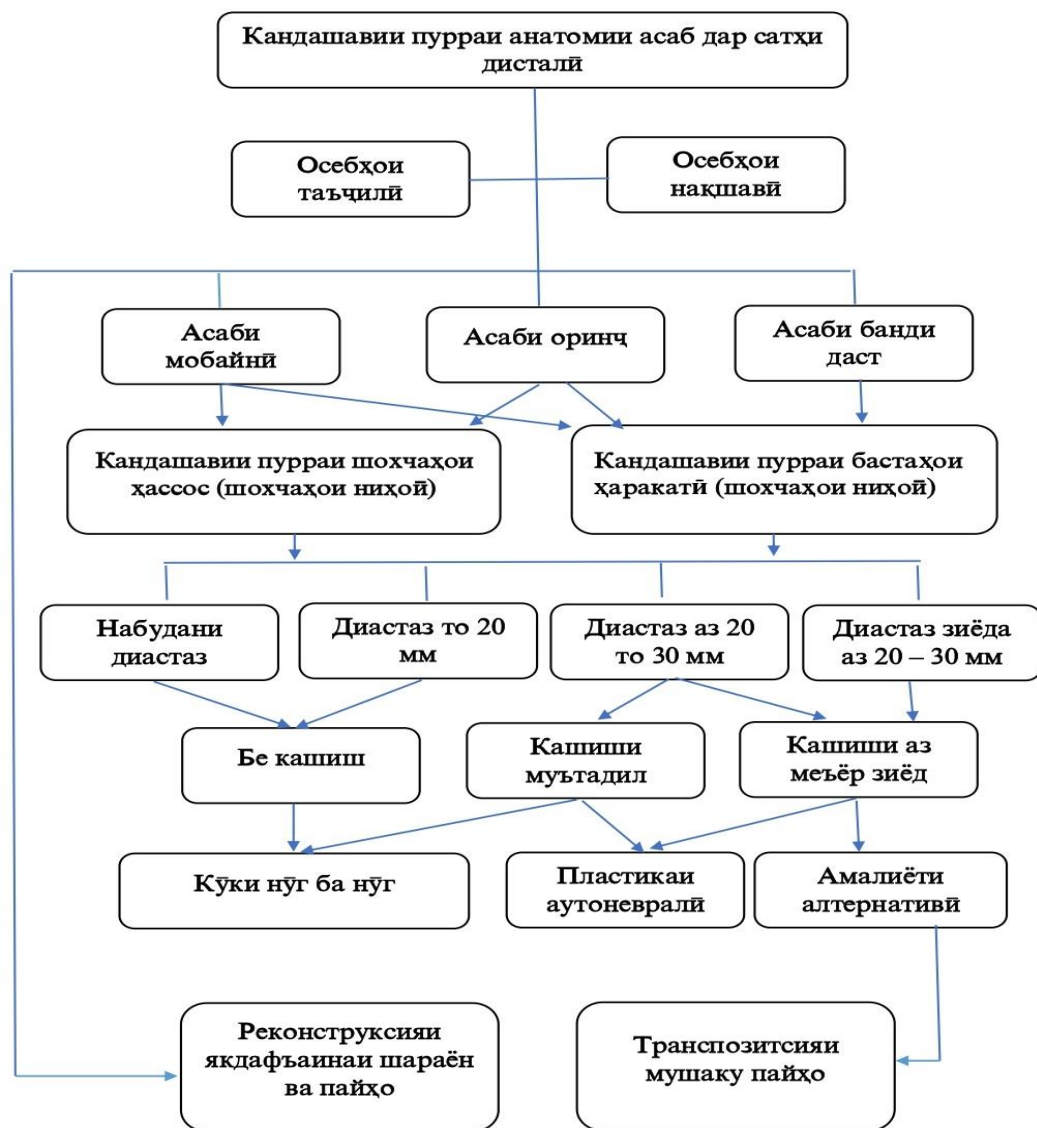 Кандашавии пурраи анатомии асаб дар сатҳи
дисталӣ
Осебҳои
таъҷилӣ
Осебҳои
нақшавӣ
Асаби
мобайнӣ
Асаби оринҷ
Асаби банди
даст
Кандашавии пурраи шохчаҳои
ҳассос (шохчаҳои ниҳоӣ)
Кандашавии пурраи бастаҳои
ҳаракатӣ (шохчаҳои ниҳоӣ)
Набудани
диастаз
Диастаз то 20
мм
Диастаз аз 20
то 30 мм
Диастаз зиёда
аз 20 – 30 мм
Бе кашиш
Кашиши
муътадил
Кашиши аз
меъёр зиёд
Кӯки нӯг ба нӯг
Пластикаи
аутоневралӣ
Амалиёти
алтернативӣ
Реконструксияи
якдафъаинаи шараён
ва пайҳо
Транспозитсияи
мушаку пайҳо